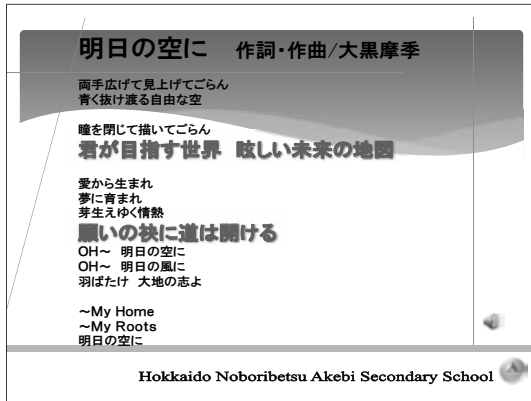 明日の空に 作詞・作曲/大黒摩季
両手広げて見上げてごらん
青く抜け渡る自由な空
瞳を閉じて描いてごらん
君が目指す世界 眩しい未来の地図
愛から生まれ
夢に育まれ
芽生えゆく情熱
願いの袂に道は開ける
OH~ 明日の空に
OH~ 明日の風に
羽ばたけ 大地の志よ
~My Home
~My Roots
明日の空に
Hokkaido Noboribetsu Akebi Secondary School